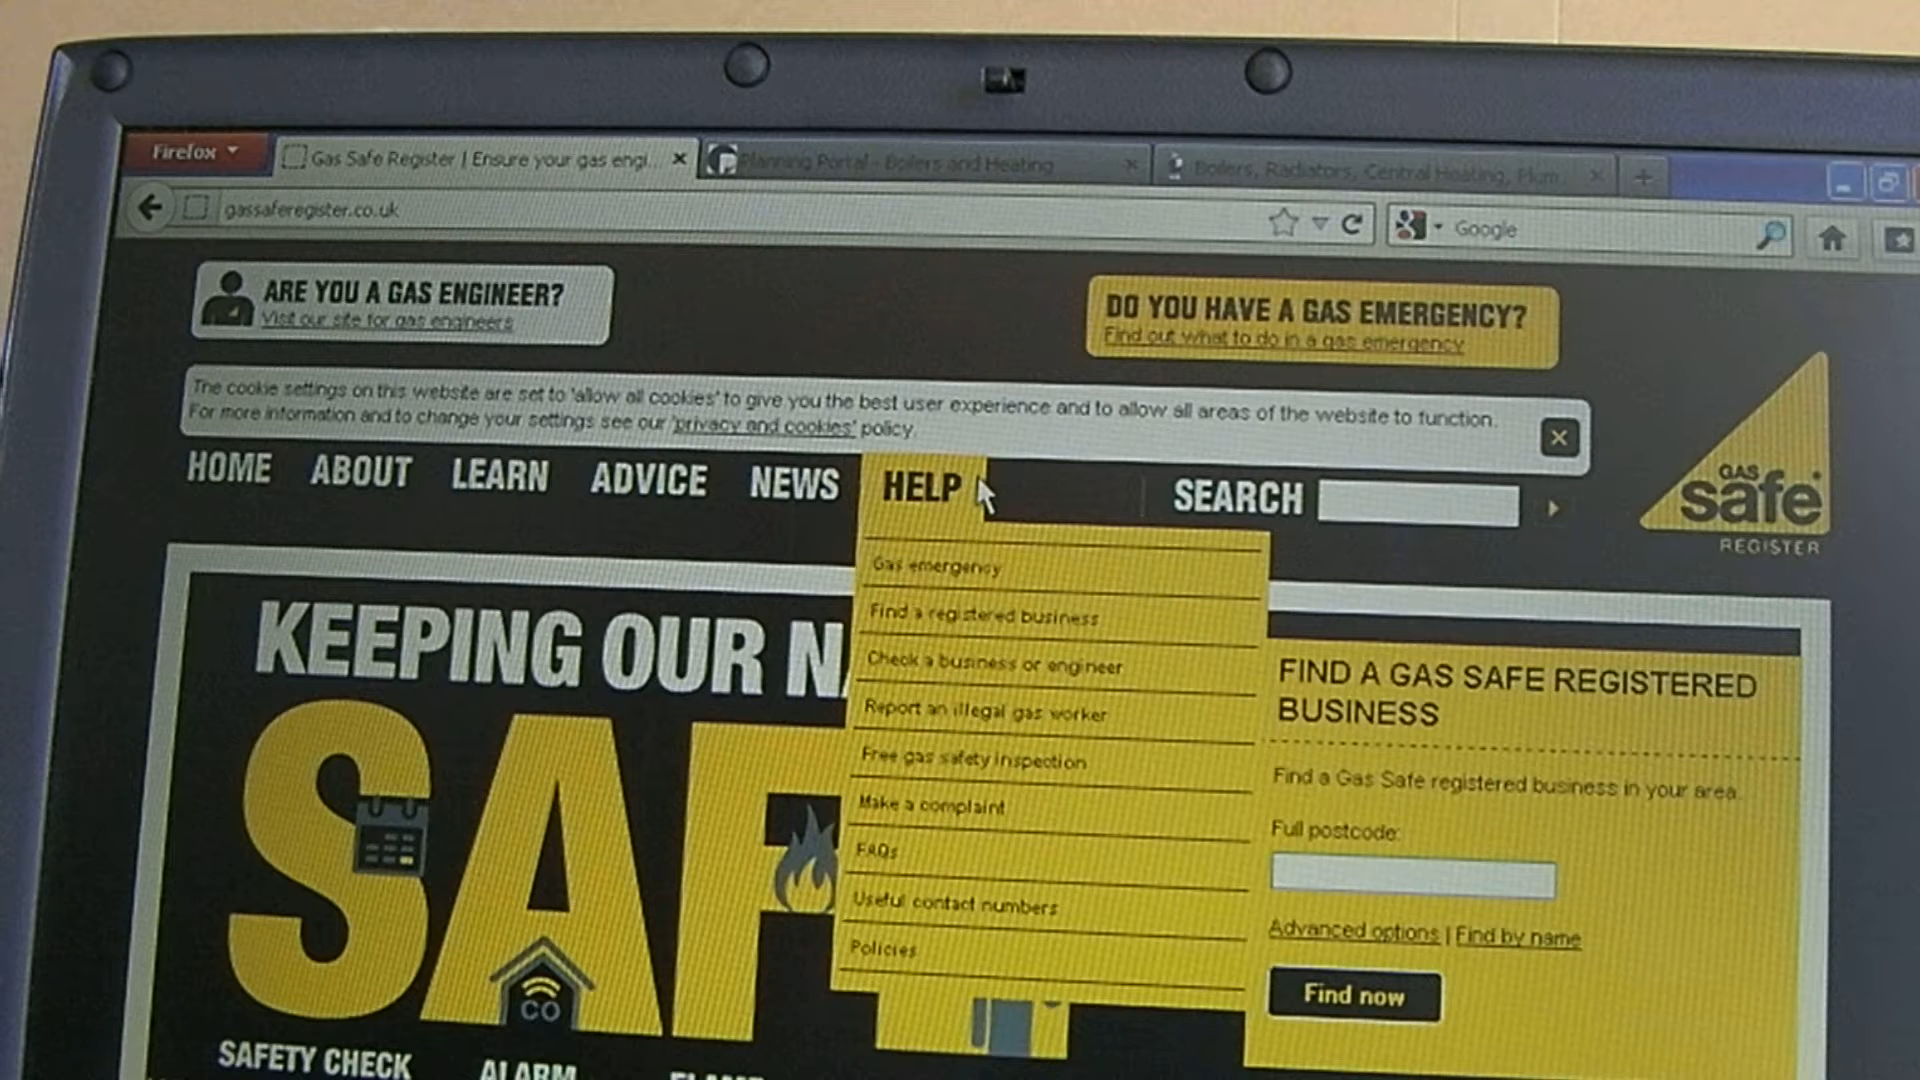 Firefox
Gas Safe Register | Ensure your gas engi...
Planning Portal - Boilers and Heating
Boilers, Radiators, Central Heating, Plum...
gassaferegister.co.uk
Google
ARE YOU A GAS ENGINEER?
Visit our site for gas engineers
DO YOU HAVE A GAS EMERGENCY?
Find out what to do in a gas emergency
The cookie settings on this website are set to 'allow all cookies' to give you the best user experience and to allow all areas of the website to function.
For more information and to change your settings see our 'privacy and cookies' policy.
HOME ABOUT LEARN ADVICE NEWS HELP SEARCH
GAS
safe
REGISTER
Gas emergency
Find a registered business
Check a business or engineer
Report an illegal gas worker
Free gas safety inspection
Make a complaint
FAQs
Useful contact numbers
Policies
KEEPING OUR NA
SAF
CO
SAFETY CHECK
ALARM
FLAME
FIND A GAS SAFE REGISTERED
BUSINESS
Find a Gas Safe registered business in your area.
Full postcode:
Advanced options | Find by name
Find now